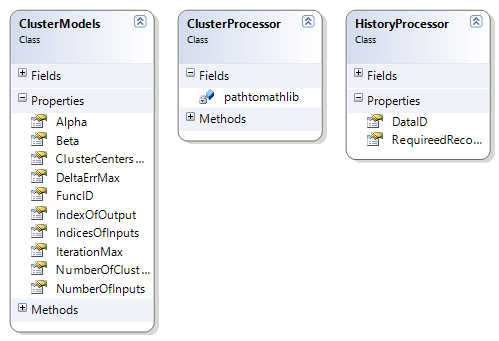 ClusterModels
Class
Fields
Properties
Alpha
Beta
ClusterCenters...
DeltaErrMax
FuncID
IndexOfOutput
IndicesOfInputs
IterationMax
NumberOfClust...
NumberOfInputs
Methods
ClusterProcessor
Class
Fields
pathtomathlib
Methods
HistoryProcessor
Class
Fields
Properties
DataID
RequireedReco...